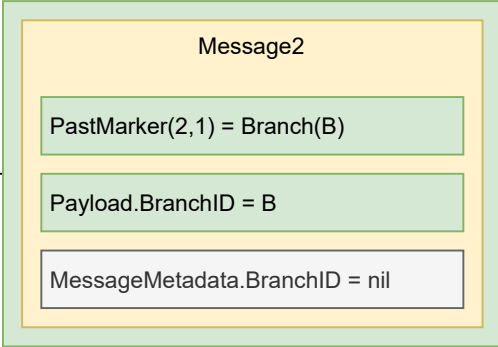 Message2
PastMarker(2,1) = Branch(B)
Payload.BranchID = B
MessageMetadata.BranchID = nil